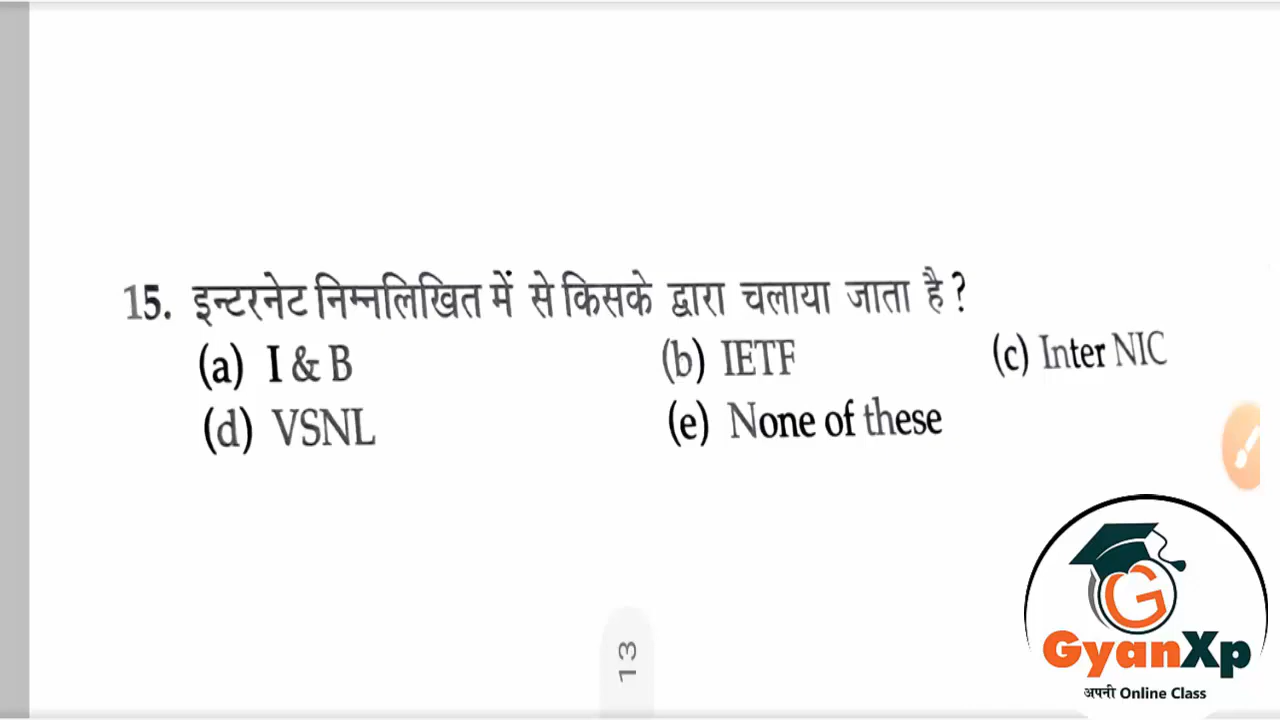 15. इन्टरनेट निम्नलिखित में से किसके द्वारा चलाया जाता है ?
(a) I & B (b) IETF (c) Inter NIC
(d) VSNL (e) None of these
13
G
GyanXp
अपनी Online Class